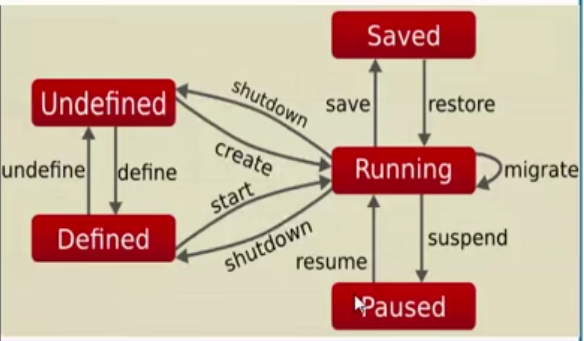 Saved
Undefined
shutdown
save
restore
create
Running
migrate
undefine
define
start
Defined
shutdown
suspend
resume
Paused